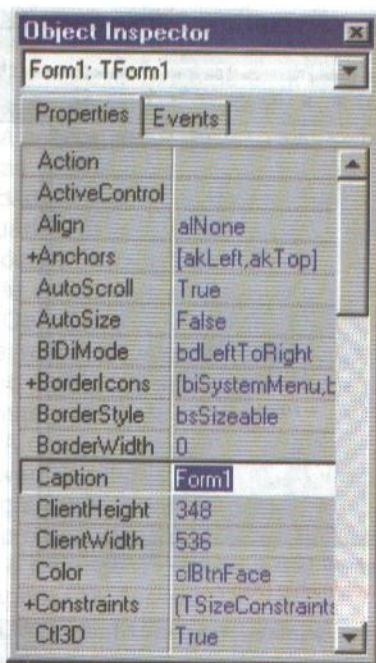 Object Inspector
Form1: TForm1
Properties Events
Action
ActiveControl
Align alNone
+Anchors [akLeft,akTop]
AutoScroll True
AutoSize False
BiDiMode bdLeftToRight
+BorderIcons [biSystemMenu,b
BorderStyle bsSizeable
BorderWidth 0
Caption Form1
ClientHeight 348
ClientWidth 536
Color clBtnFace
+Constraints (TSizeConstraints
Ctl3D True